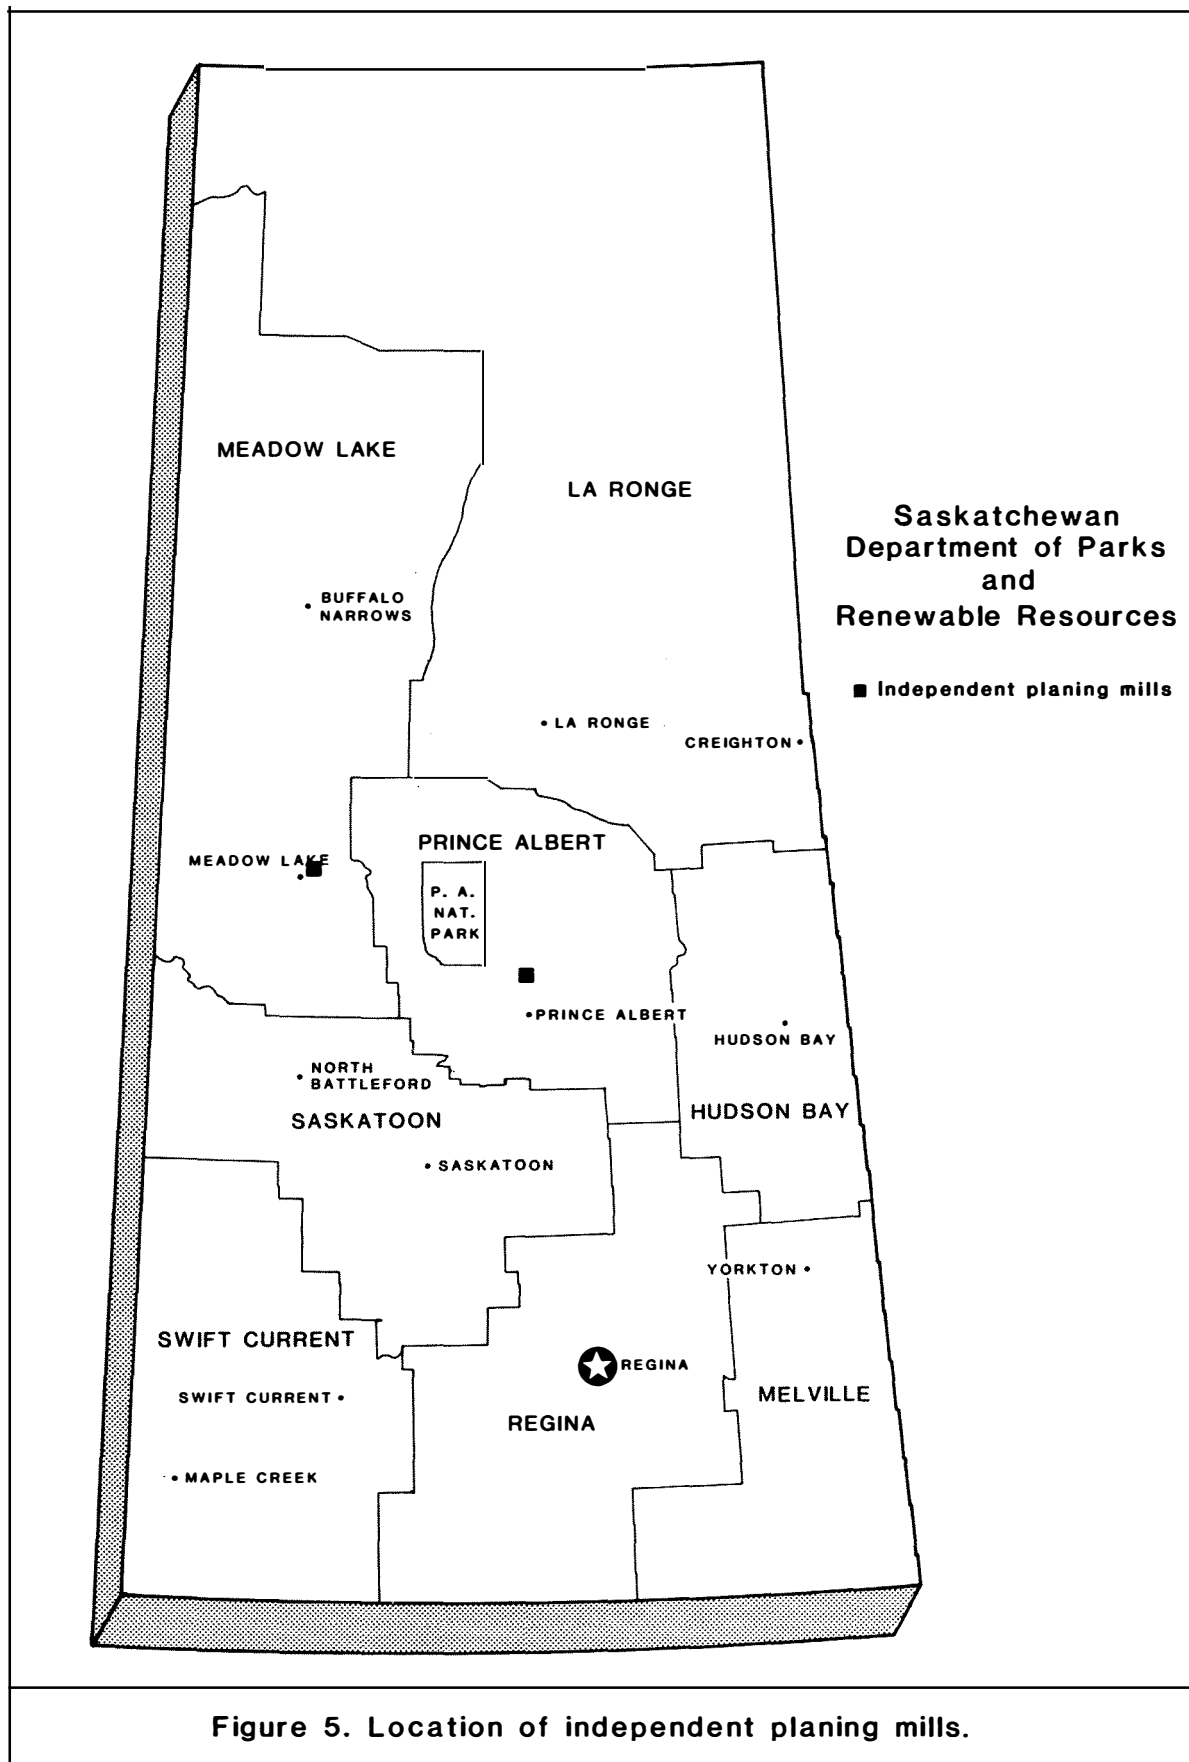 MEADOW LAKE
LA RONGE
Saskatchewan
Department of Parks
and
Renewable Resources
BUFFALO
NARROWS
Independent planing mills
LA RONGE
CREIGHTON
PRINCE ALBERT
MEADOW LAKE
P. A.
NAT.
PARK
PRINCE ALBERT
HUDSON BAY
NORTH
BATTLEFORD
HUDSON BAY
SASKATOON
SASKATOON
YORKTON
SWIFT CURRENT
REGINA
SWIFT CURRENT
MELVILLE
REGINA
MAPLE CREEK
Figure 5. Location of independent planing mills.